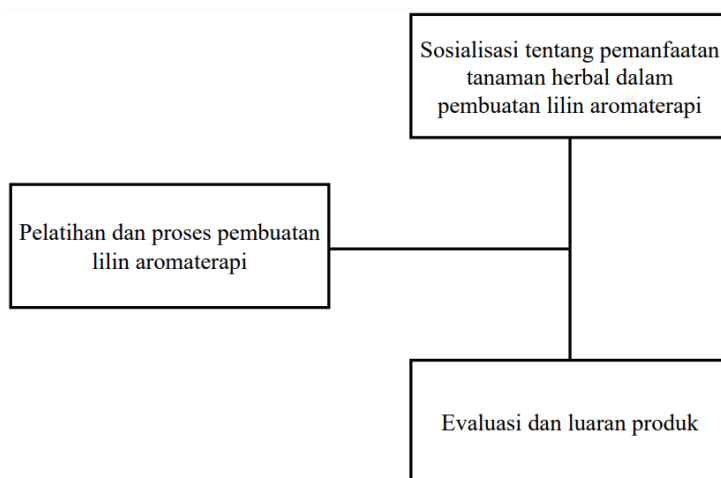 Sosialisasi tentang pemanfaatan
tanaman herbal dalam
pembuatan lilin aromaterapi
Pelatihan dan proses pembuatan
lilin aromaterapi
Evaluasi dan luaran produk